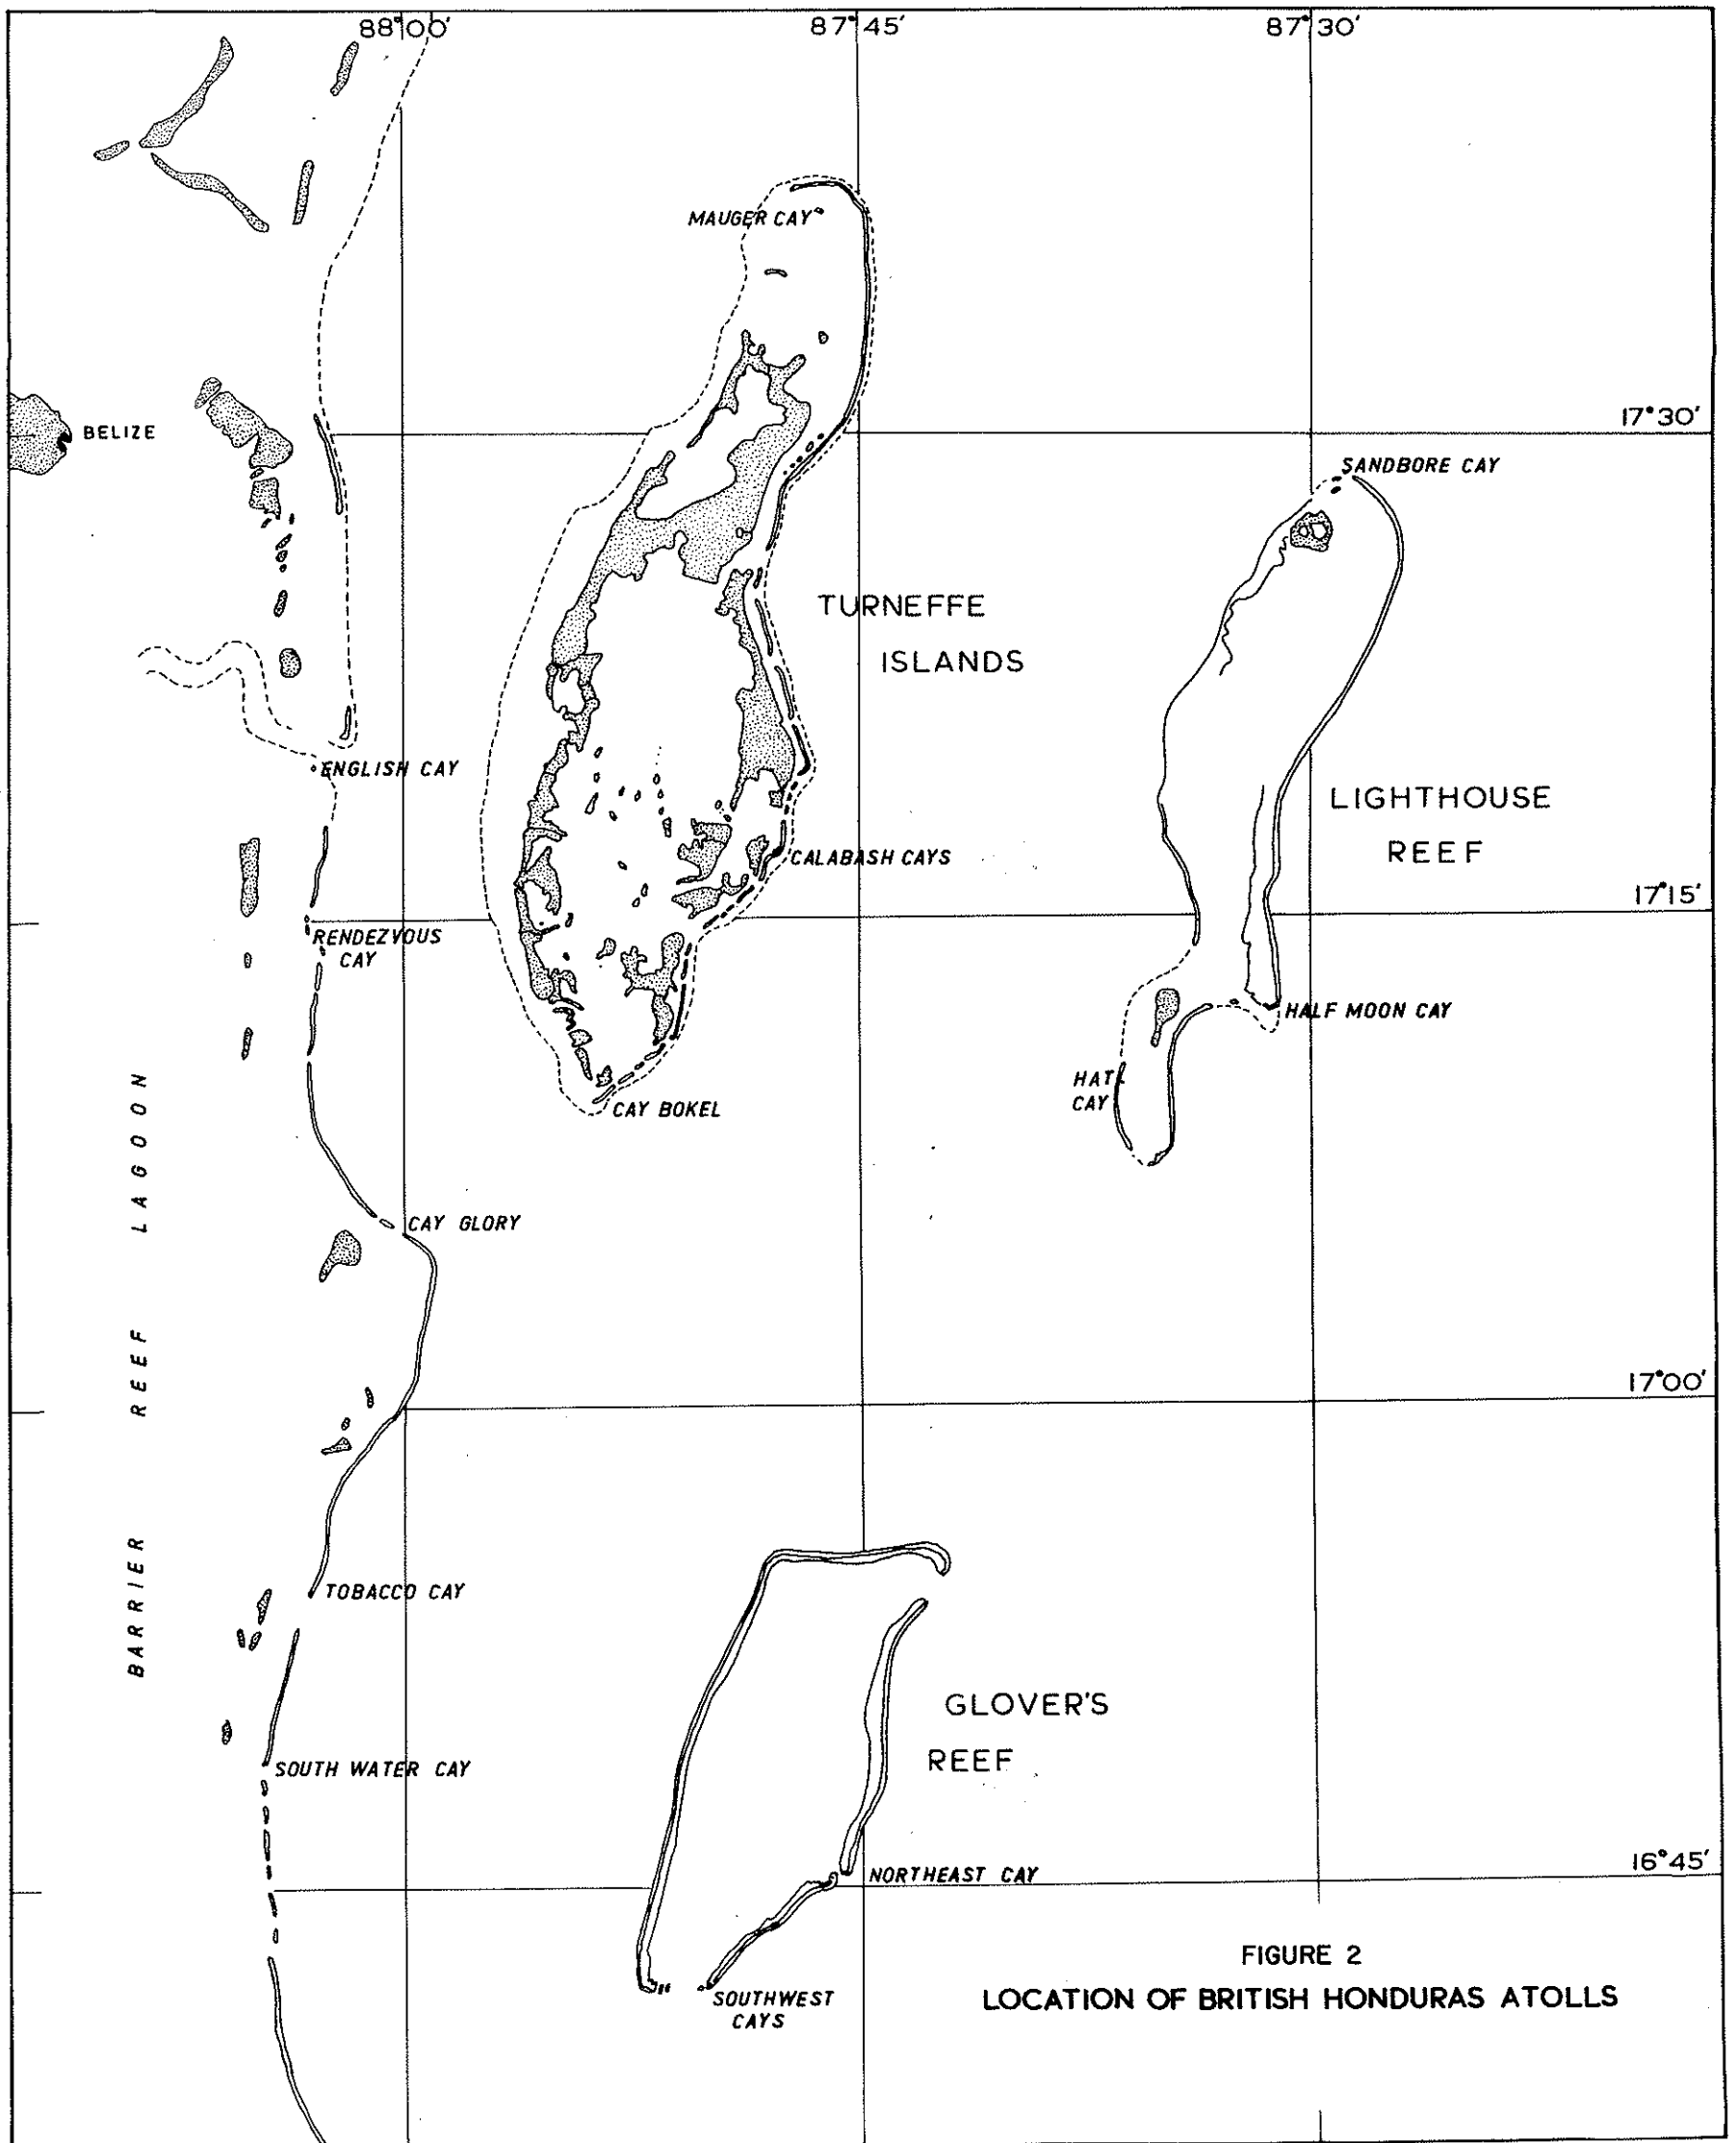 88°00′ 87°45′ 87°30′
MAUGER CAY
BELIZE
17°30′
SANDBORE CAY
TURNEFFE
ISLANDS
ENGLISH CAY
LIGHTHOUSE
REEF
CALABASH CAYS
17°15′
RENDEZVOUS
CAY
HALF MOON CAY
HAT
CAY
CAY BOKEL
BARRIER REEF LAGOON
CAY GLORY
17°00′
TOBACCO CAY
GLOVER'S
REEF
SOUTH WATER CAY
16°45′
NORTHEAST CAY
SOUTHWEST
CAYS
FIGURE 2
LOCATION OF BRITISH HONDURAS ATOLLS